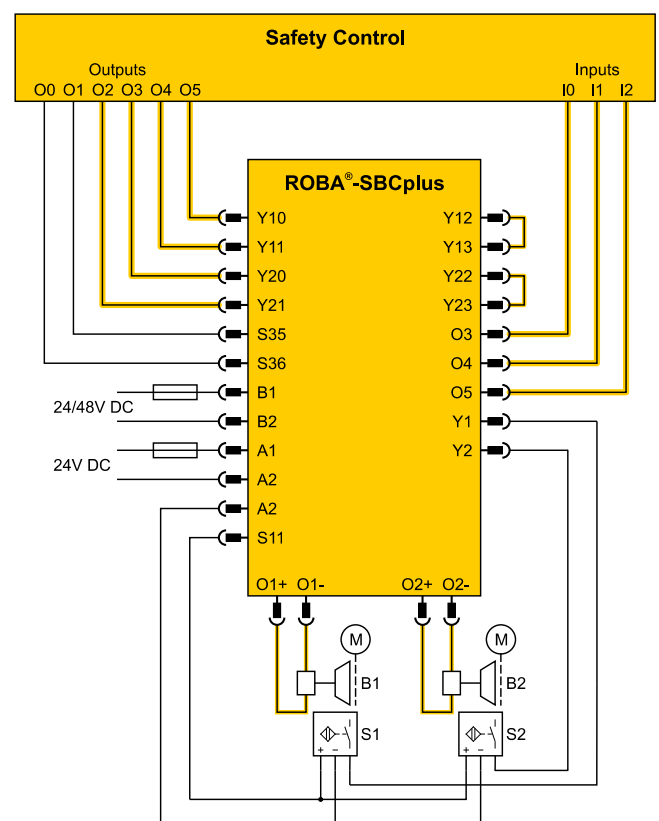 Safety Control
Outputs Inputs
O0 O1 O2 O3 O4 O5 I0 I1 I2
ROBA®-SBCplus
Y10 Y12
Y11 Y13
Y20 Y22
Y21 Y23
S35 O3
S36 O4
B1 O5
24/48V DC
B2 Y1
A1 Y2
24V DC
A2
A2
S11
O1+ O1- O2+ O2-
M M
B1 B2
S1 S2
+ - + -